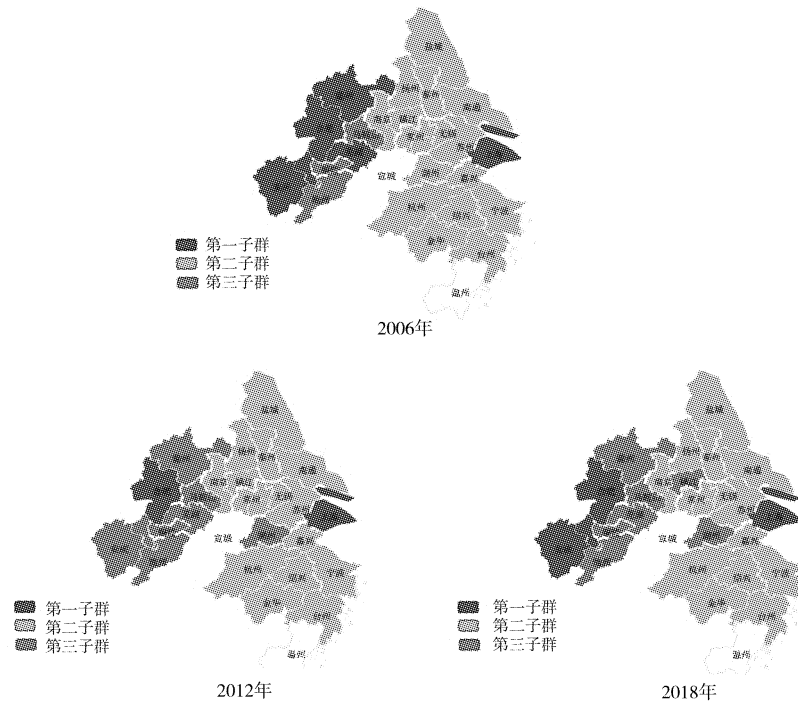 盐城
扬州
泰州
南通
南京
镇江
常州
无锡
苏州
宣城
湖州
嘉兴
杭州
绍兴
宁波
金华
台州
温州
第一子群
第二子群
第三子群
2006年
盐城
扬州
泰州
南通
南京
镇江
常州
无锡
苏州
宣城
嘉兴
杭州
绍兴
宁波
金华
台州
温州
第一子群
第二子群
第三子群
2012年
盐城
扬州
泰州
南通
南京
镇江
常州
无锡
苏州
宣城
嘉兴
杭州
绍兴
宁波
金华
台州
温州
第一子群
第二子群
第三子群
2018年